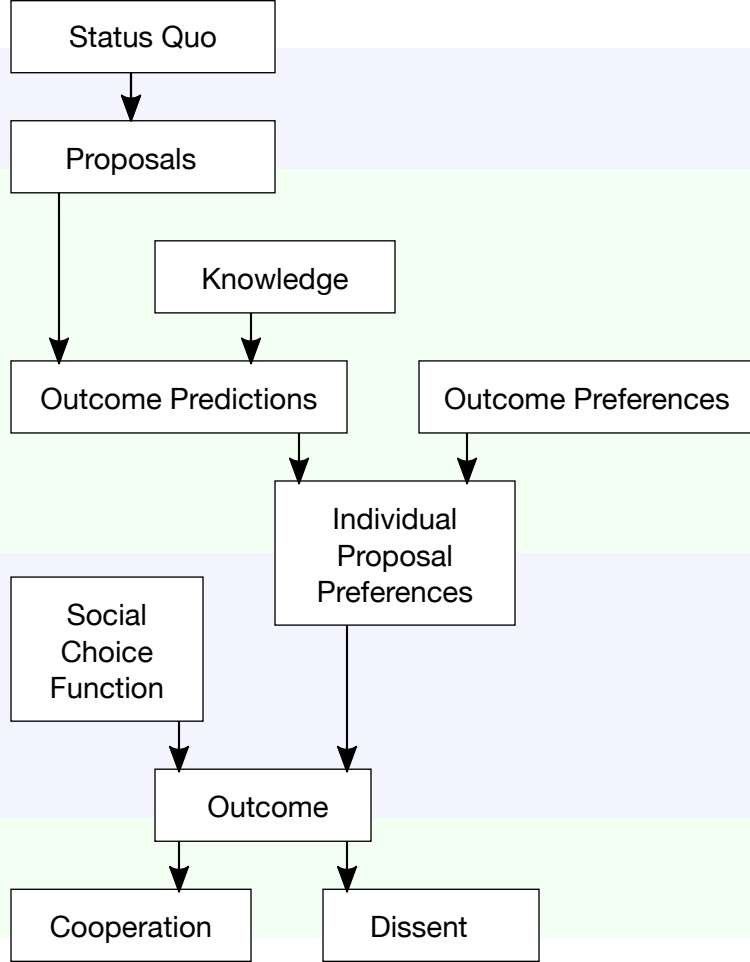 Status Quo
Proposals
Knowledge
Outcome Predictions
Outcome Preferences
Individual
Proposal
Preferences
Social
Choice
Function
Outcome
Cooperation
Dissent